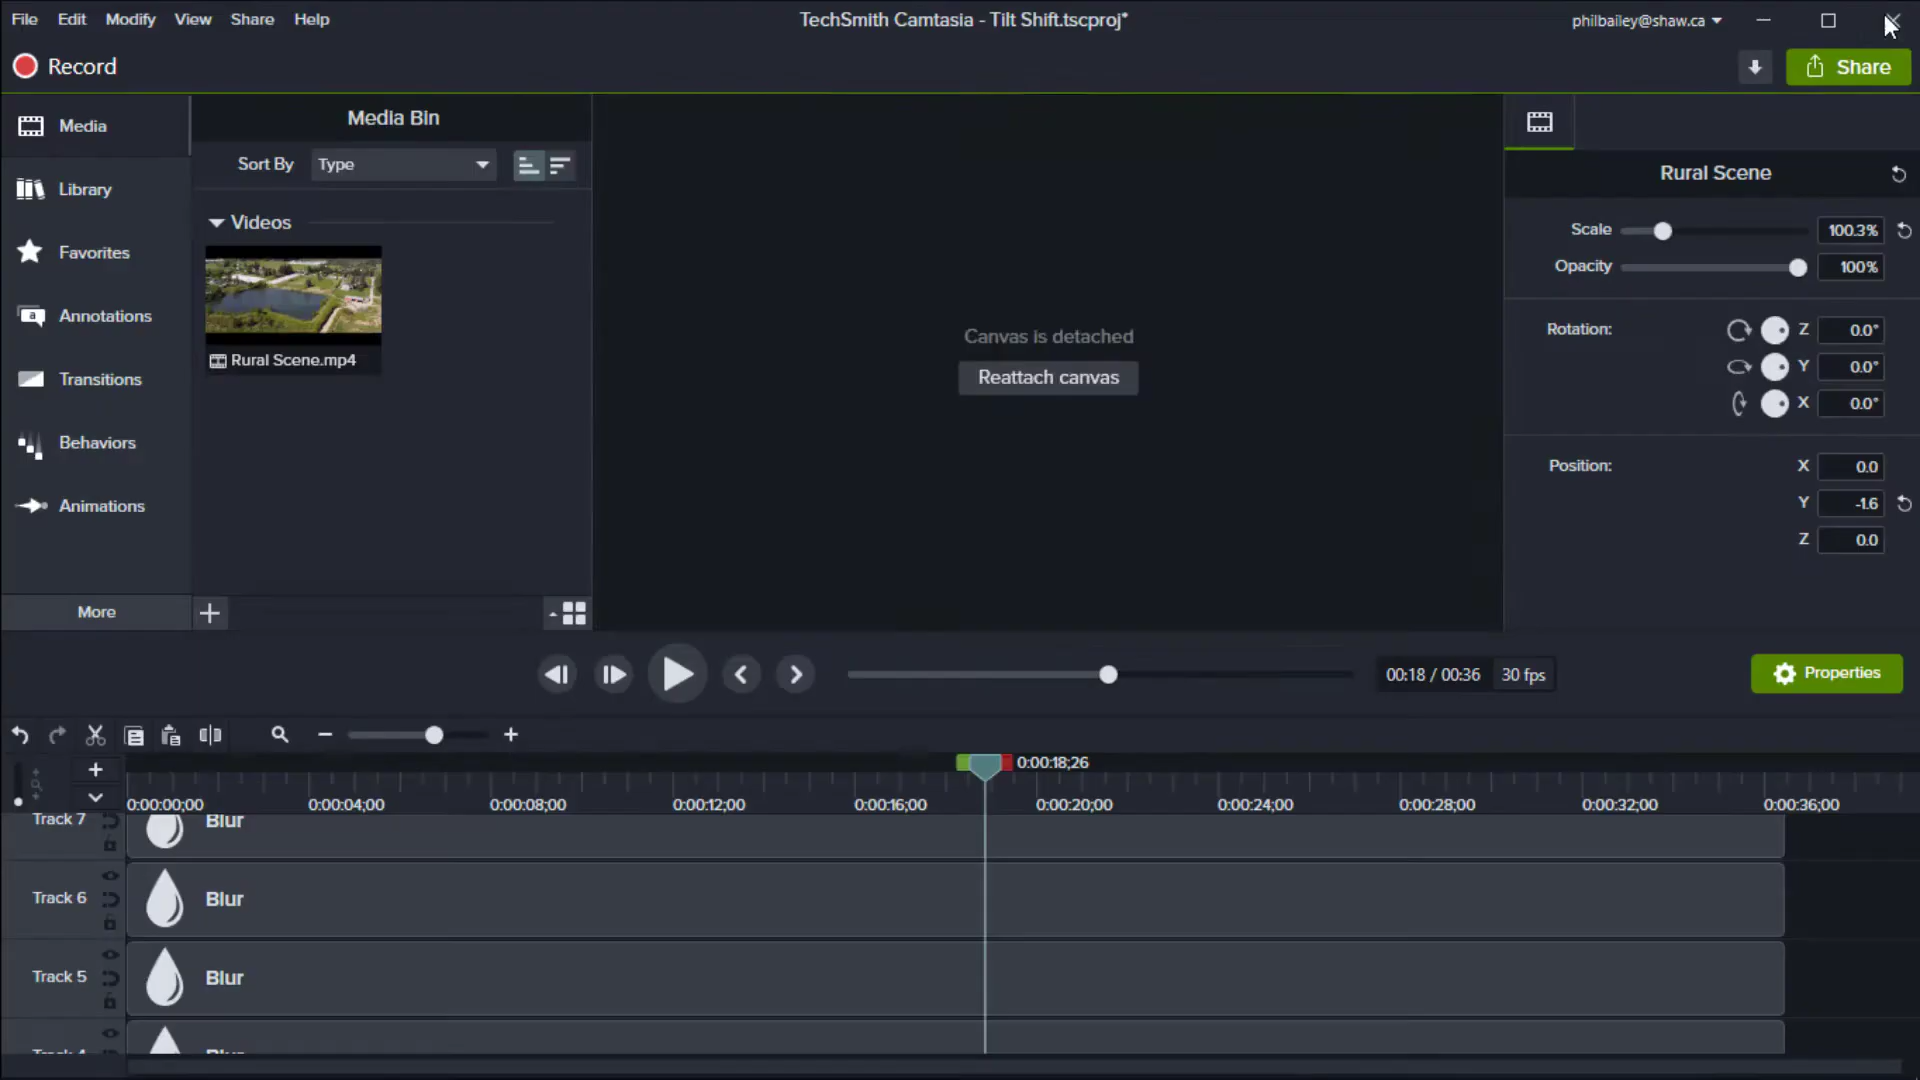 File Edit Modify View Share Help
TechSmith Camtasia - Tilt Shift.tscproj*
philbailey@shaw.ca
Record
Share
Media
Library
Favorites
Annotations
Transitions
Behaviors
Animations
More
Media Bin
Sort By Type
Videos
Rural Scene.mp4
Canvas is detached
Reattach canvas
Rural Scene
Scale 100.3%
Opacity 100%
Rotation: Z 0.0°
Y 0.0°
X 0.0°
Position: X 0.0
Y -1.6
Z 0.0
00:18 / 00:36 30 fps
Properties
0:00:18;26
0:00:00;00 0:00:04;00 0:00:08;00 0:00:12;00 0:00:16;00 0:00:20;00 0:00:24;00 0:00:28;00 0:00:32;00 0:00:36;00
Track 7 Blur
Track 6 Blur
Track 5 Blur
Track 4 Blur